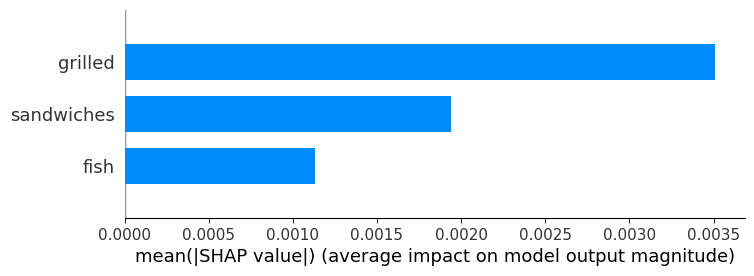 grilled
sandwiches
fish
0.0000 0.0005 0.0010 0.0015 0.0020 0.0025 0.0030 0.0035
mean(|SHAP value|) (average impact on model output magnitude)